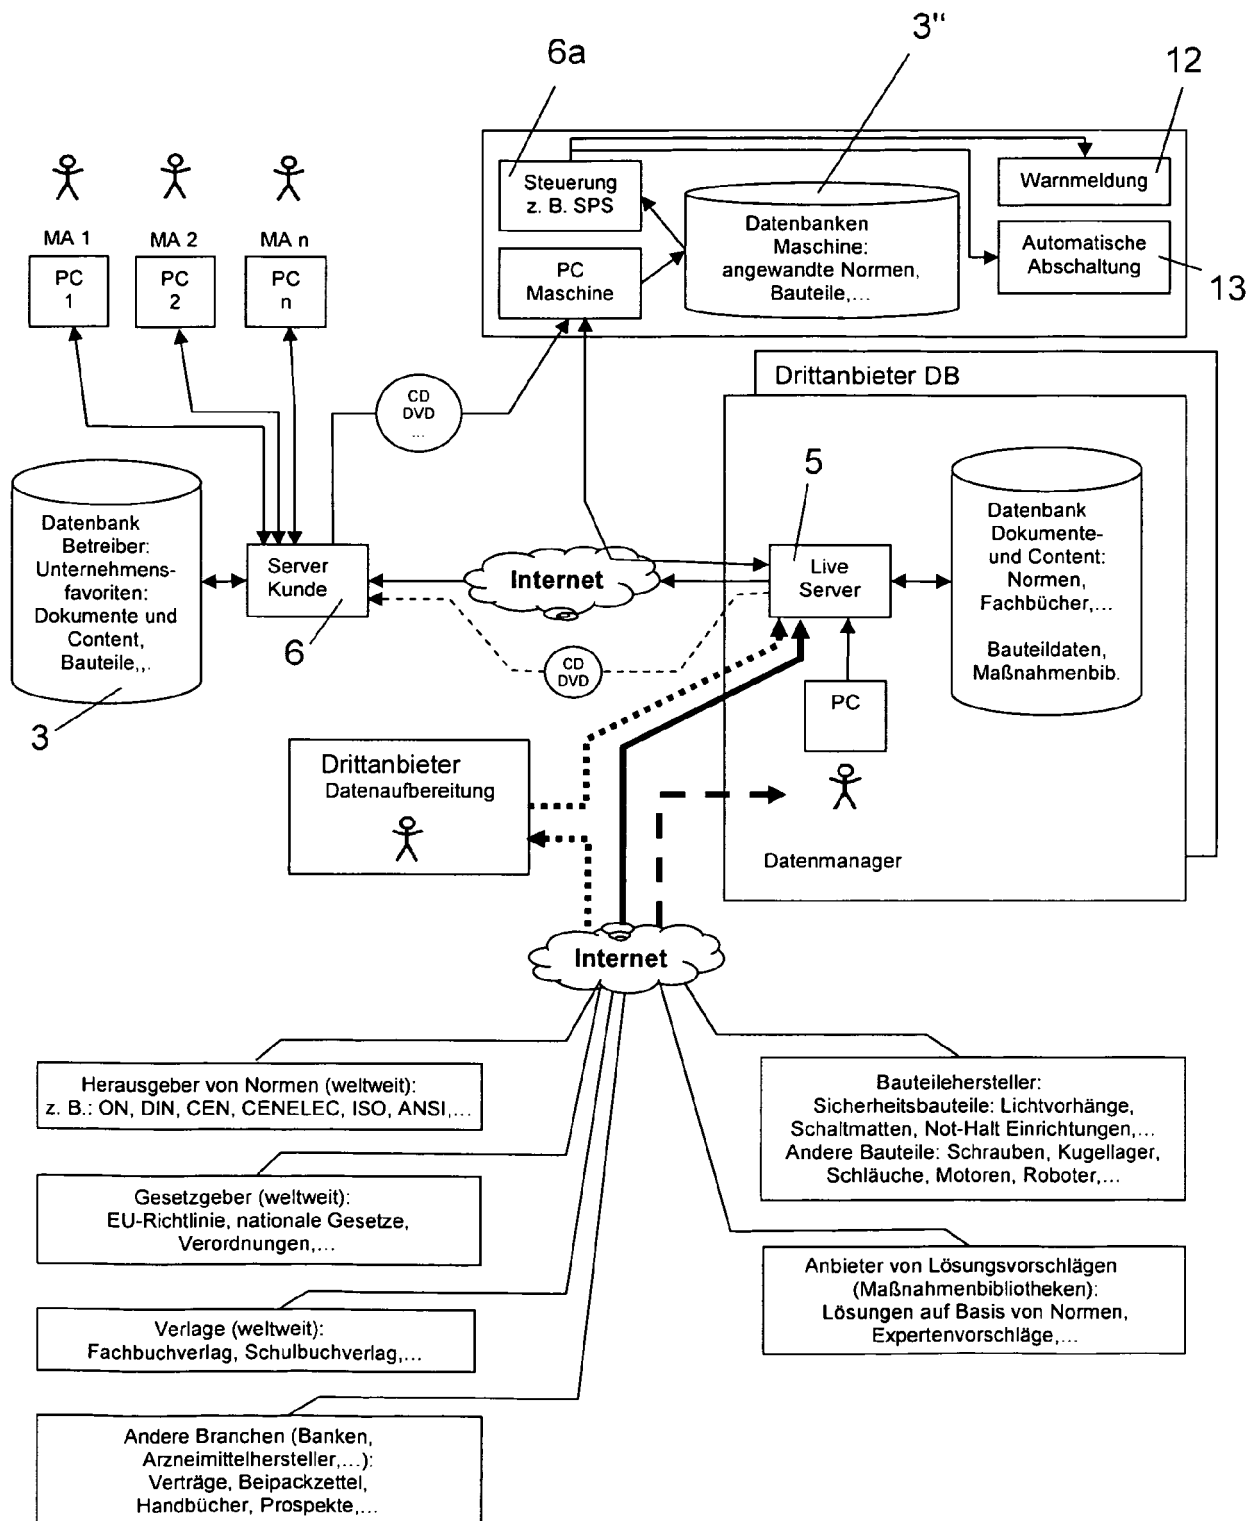 3"
6a
12
Steuerung
z. B. SPS
Warnmeldung
Datenbanken
Maschine:
angewandte Normen,
Bauteile,...
Automatische
Abschaltung
PC
Maschine
13
MA 1
MA 2
MA n
PC
1
PC
2
PC
n
CD
DVD
...
Drittanbieter DB
5
Datenbank
Betreiber:
Unternehmens-
favoriten:
Dokumente und
Content,
Bauteile,,.
3
Server
Kunde
6
Internet
Live
Server
Datenbank
Dokumente-
und Content:
Normen,
Fachbücher,...
Bauteildaten,
Maßnahmenbib.
CD
DVD
PC
Drittanbieter
Datenaufbereitung
Datenmanager
Internet
Herausgeber von Normen (weltweit):
z. B.: ON, DIN, CEN, CENELEC, ISO, ANSI,...
Gesetzgeber (weltweit):
EU-Richtlinie, nationale Gesetze,
Verordnungen,...
Verlage (weltweit):
Fachbuchverlag, Schulbuchverlag,...
Andere Branchen (Banken,
Arzneimittelhersteller,...):
Verträge, Beipackzettel,
Handbücher, Prospekte,...
Bauteilehersteller:
Sicherheitsbauteile: Lichtvorhänge,
Schaltmatten, Not-Halt Einrichtungen,...
Andere Bauteile: Schrauben, Kugellager,
Schläuche, Motoren, Roboter,...
Anbieter von Lösungsvorschlägen
(Maßnahmenbibliotheken):
Lösungen auf Basis von Normen,
Expertenvorschläge,...